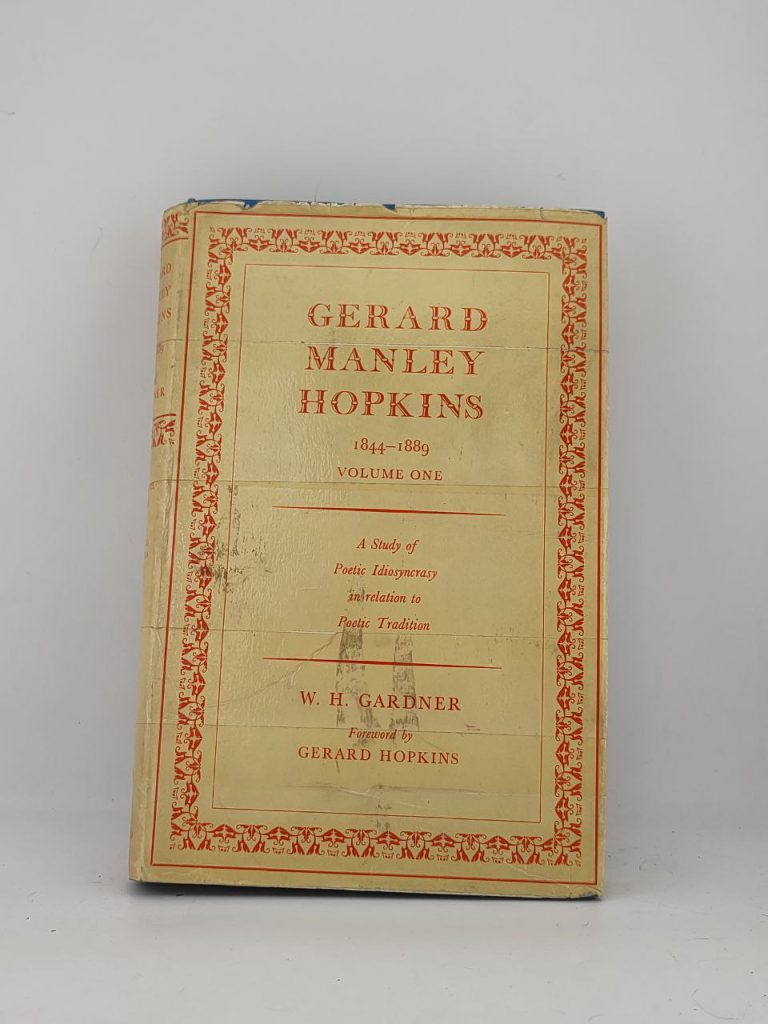 GERARD
MANLEY
HOPKINS
1844–1889
VOLUME ONE
A Study of
Poetic Idiosyncrasy
in relation to
Poetic Tradition
W. H. GARDNER
Foreword by
GERARD HOPKINS